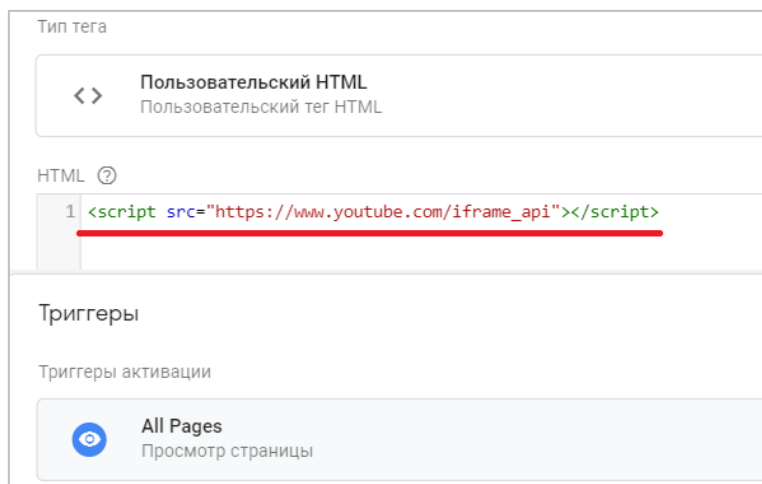 Тип тега
Пользовательский HTML
Пользовательский тег HTML
HTML ?
1 <script src="https://www.youtube.com/iframe_api"></script>
Триггеры
Триггеры активации
All Pages
Просмотр страницы